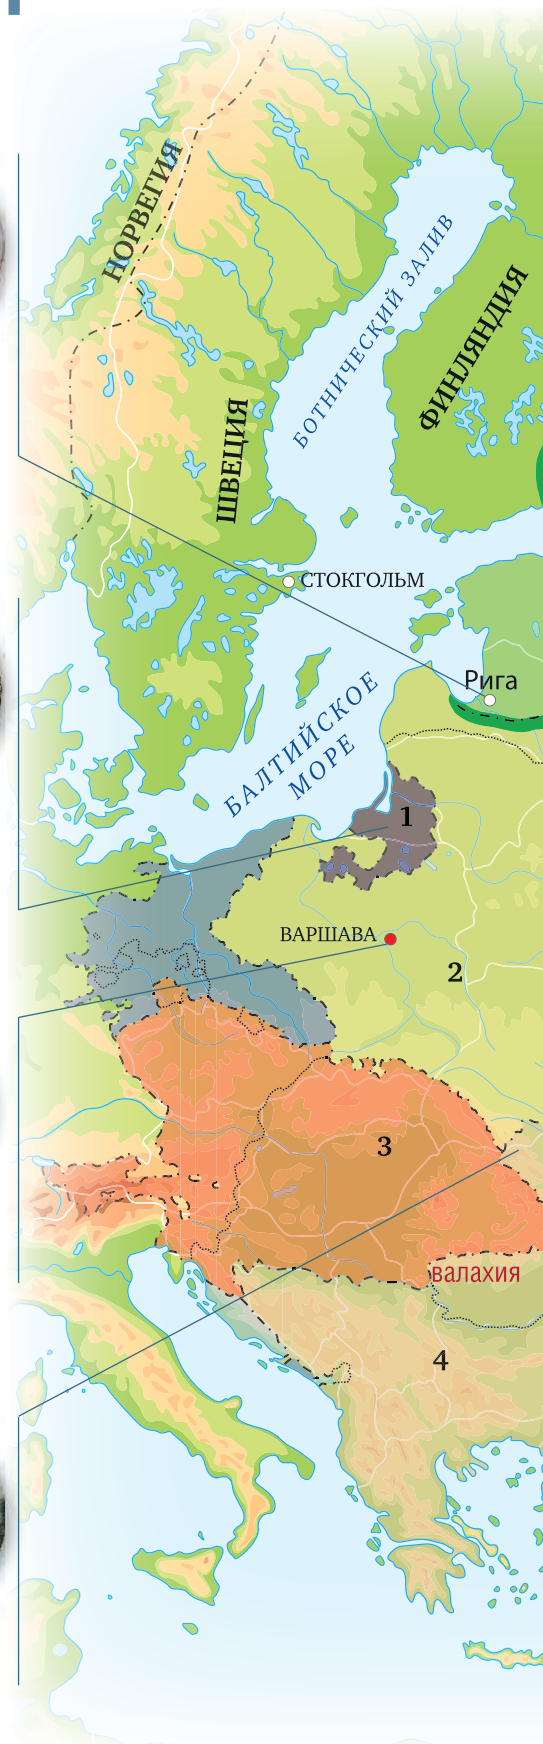 НОРВЕГИЯ
БОТНИЧЕСКИЙ ЗАЛИВ
ФИНЛЯНДИЯ
ШВЕЦИЯ
СТОКГОЛЬМ
Рига
БАЛТИЙСКОЕ
МОРЕ
1
ВАРШАВА
2
3
ВАЛАХИЯ
4